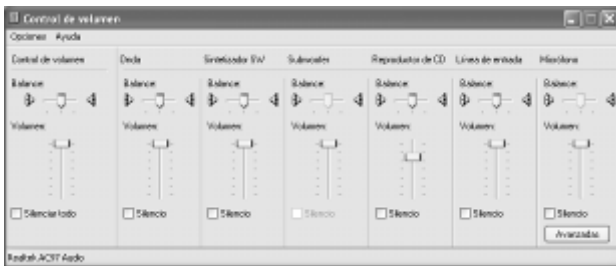 Control de volumen
Opciones Ayuda
Control de volumen Onda Sintetizador SW Subwoofer Reproductor de CD Línea de entrada Micrófono
Balance: Balance: Balance: Balance: Balance: Balance: Balance:
Volumen: Volumen: Volumen: Volumen: Volumen: Volumen: Volumen:
Silenciar todo Silencio Silencio Silencio Silencio Silencio Silencio
Avanzadas
Realtek AC97 Audio